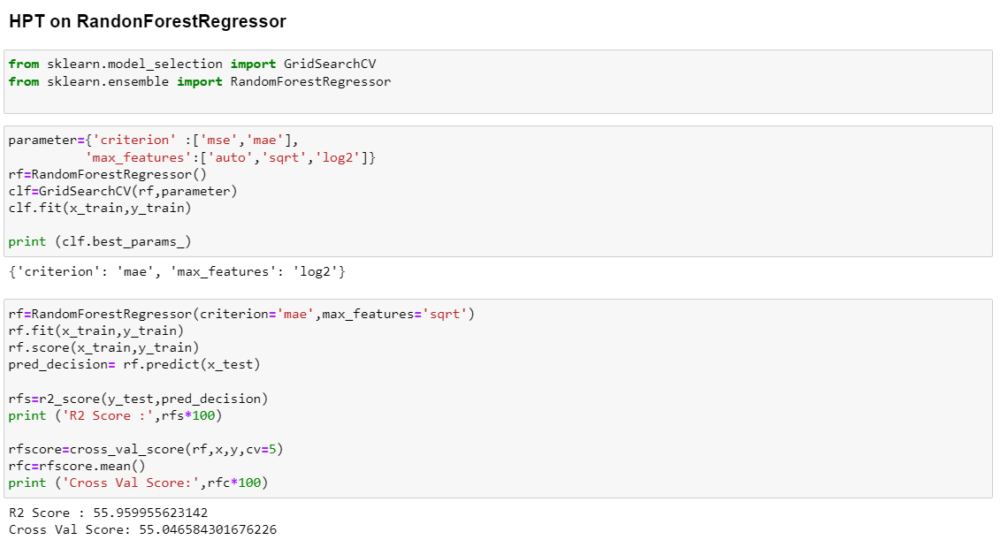 HPT on RandonForestRegressor
from sklearn.model_selection import GridSearchCV
from sklearn.ensemble import RandomForestRegressor
parameter={'criterion' :['mse','mae'],
          'max_features':['auto','sqrt','log2']}
rf=RandomForestRegressor()
clf=GridSearchCV(rf,parameter)
clf.fit(x_train,y_train)
print (clf.best_params_)
{'criterion': 'mae', 'max_features': 'log2'}
rf=RandomForestRegressor(criterion='mae',max_features='sqrt')
rf.fit(x_train,y_train)
rf.score(x_train,y_train)
pred_decision= rf.predict(x_test)
rfs=r2_score(y_test,pred_decision)
print ('R2 Score :',rfs*100)
rfscore=cross_val_score(rf,x,y,cv=5)
rfc=rfscore.mean()
print ('Cross Val Score:',rfc*100)
R2 Score : 55.959955623142
Cross Val Score: 55.046584301676226